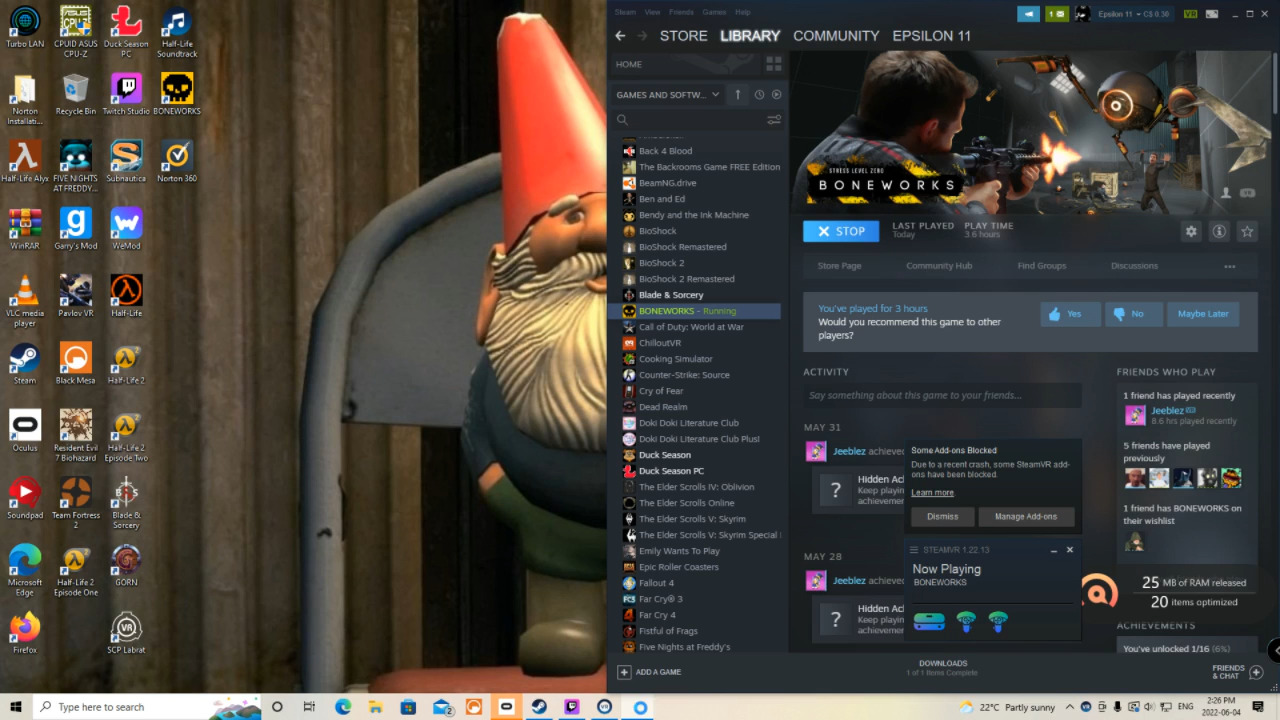 Turbo LAN
CPUID ASUS
CPU-Z
Duck Season
PC
Half-Life
Soundtrack
Norton
Installati...
Recycle Bin
Twitch Studio
BONEWORKS
Half-Life Alyx
FIVE NIGHTS
AT FREDDY...
Subnautica
Norton 360
WinRAR
Garry's Mod
WeMod
VLC media
player
Pavlov VR
Half-Life
Steam
Black Mesa
Half-Life 2
Oculus
Resident Evil
7 Biohazard
Half-Life 2
Episode Two
Soundpad
Team Fortress
2
Blade &
Sorcery
Microsoft
Edge
Half-Life 2
Episode One
GORN
Firefox
SCP Labrat
Steam View Friends Games Help
Epsilon 11 C$ 8.30
VR
STORE LIBRARY COMMUNITY EPSILON 11
HOME
GAMES AND SOFTW...
Back 4 Blood
The Backrooms Game FREE Edition
BeamNG.drive
Ben and Ed
Bendy and the Ink Machine
BioShock
BioShock Remastered
BioShock 2
BioShock 2 Remastered
Blade & Sorcery
BONEWORKS - Running
Call of Duty: World at War
ChilloutVR
Cooking Simulator
Counter-Strike: Source
Cry of Fear
Dead Realm
Doki Doki Literature Club
Doki Doki Literature Club Plus!
Duck Season
Duck Season PC
The Elder Scrolls IV: Oblivion
The Elder Scrolls Online
The Elder Scrolls V: Skyrim
The Elder Scrolls V: Skyrim Special
Emily Wants To Play
Epic Roller Coasters
Fallout 4
Far Cry® 3
Far Cry 4
Fistful of Frags
Five Nights at Freddy's
ADD A GAME
STRESS LEVEL ZERO
BONEWORKS
STOP
LAST PLAYED
Today
PLAY TIME
3.6 hours
Store Page Community Hub Find Groups Discussions ...
You've played for 3 hours
Would you recommend this game to other
players?
Yes
No
Maybe Later
ACTIVITY
Say something about this game to your friends...
MAY 31
Jeeblez achieved
Hidden Ach
Keep playin
achievemen
MAY 28
Jeeblez achieved
Hidden Ach
Keep playin
achievemen
Some Add-ons Blocked
Due to a recent crash, some SteamVR add-
ons have been blocked.
Learn more.
Dismiss
Manage Add-ons
STEAMVR 1.22.13
Now Playing
BONEWORKS
FRIENDS WHO PLAY
1 friend has played recently
Jeeblez
8.6 hrs played recently
5 friends have played
previously
1 friend has BONEWORKS on
their wishlist
25 MB of RAM released
20 items optimized
ACHIEVEMENTS
You've unlocked 1/16 (6%)
DOWNLOADS
1 of 1 Items Complete
FRIENDS
& CHAT
Type here to search
22°C Partly sunny
2:26 PM
2022-06-04